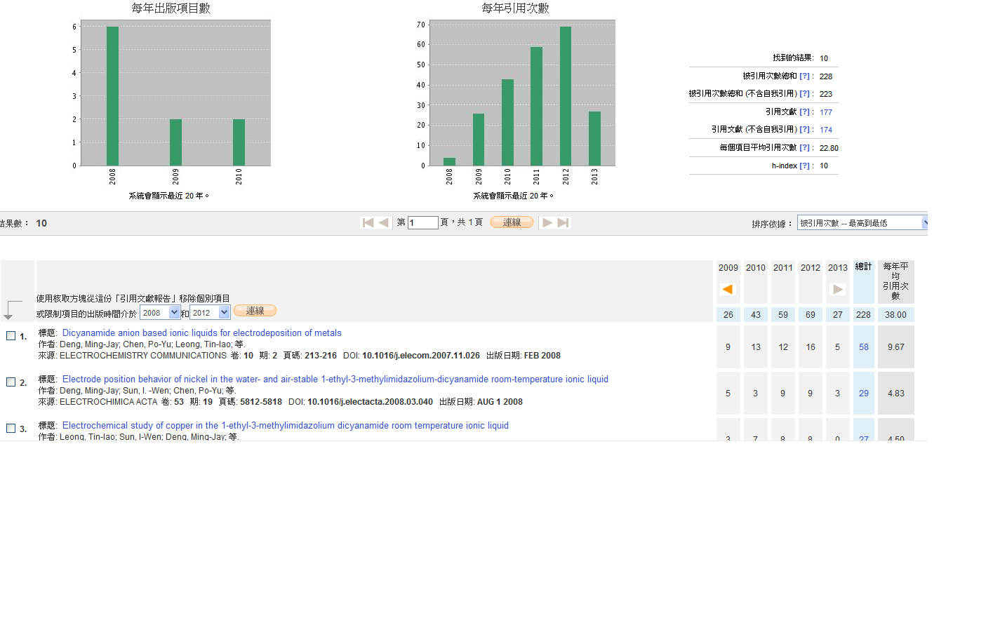 每年出版項目數
6
5
4
3
2
1
0
2008
2009
2010
系統會顯示最近 20 年。
每年引用次數
70
60
50
40
30
20
10
0
2008
2009
2010
2011
2012
2013
系統會顯示最近 20 年。
找到的結果: 10
被引用次數總和 [?] : 228
被引用次數總和 (不含自我引用) [?] : 223
引用文獻 [?] : 177
引用文獻 (不含自我引用) [?] : 174
每個項目平均引用次數 [?] : 22.80
h-index [?] : 10
結果數： 10
第 1 頁，共 1 頁 連線
排序依據： 被引用次數 -- 最高到最低
2009 2010 2011 2012 2013 總計 每年平均引用次數
使用核取方塊從這份「引用文獻報告」移除個別項目
或限制項目的出版時間介於 2008 和 2012 連線
26 43 59 69 27 228 38.00
1. 標題: Dicyanamide anion based ionic liquids for electrodeposition of metals
作者: Deng, Ming-Jay; Chen, Po-Yu; Leong, Tin-Iao; 等.
來源: ELECTROCHEMISTRY COMMUNICATIONS 卷: 10 期: 2 頁碼: 213-216 DOI: 10.1016/j.elecom.2007.11.026 出版日期: FEB 2008
9 13 12 16 5 58 9.67
2. 標題: Electrode position behavior of nickel in the water- and air-stable 1-ethyl-3-methylimidazolium-dicyanamide room-temperature ionic liquid
作者: Deng, Ming-Jay; Sun, I. -Wen; Chen, Po-Yu; 等.
來源: ELECTROCHIMICA ACTA 卷: 53 期: 19 頁碼: 5812-5818 DOI: 10.1016/j.electacta.2008.03.040 出版日期: AUG 1 2008
5 3 9 9 3 29 4.83
3. 標題: Electrochemical study of copper in the 1-ethyl-3-methylimidazolium dicyanamide room temperature ionic liquid
作者: Leong, Tin-Iao; Sun, I-Wen; Deng, Ming-Jay; 等.
3 7 8 8 0 27 4.50